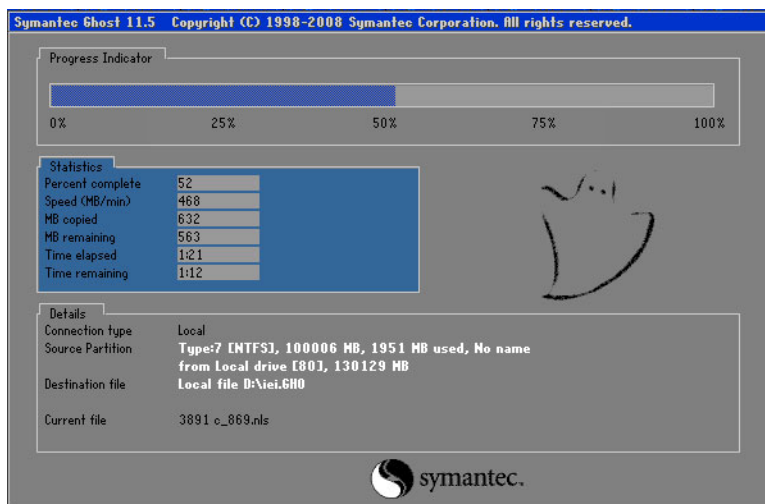 Symantec Ghost 11.5 Copyright (C) 1998-2008 Symantec Corporation. All rights reserved.
Progress Indicator
0% 25% 50% 75% 100%
Statistics
Percent complete 52
Speed (MB/min) 468
MB copied 632
MB remaining 563
Time elapsed 1:21
Time remaining 1:12
Details
Connection type Local
Source Partition Type:7 [NTFS], 100006 MB, 1951 MB used, No name
from Local drive [80], 130129 MB
Destination file Local file D:\iei.GHO
Current file 3891 c_869.nls
symantec.